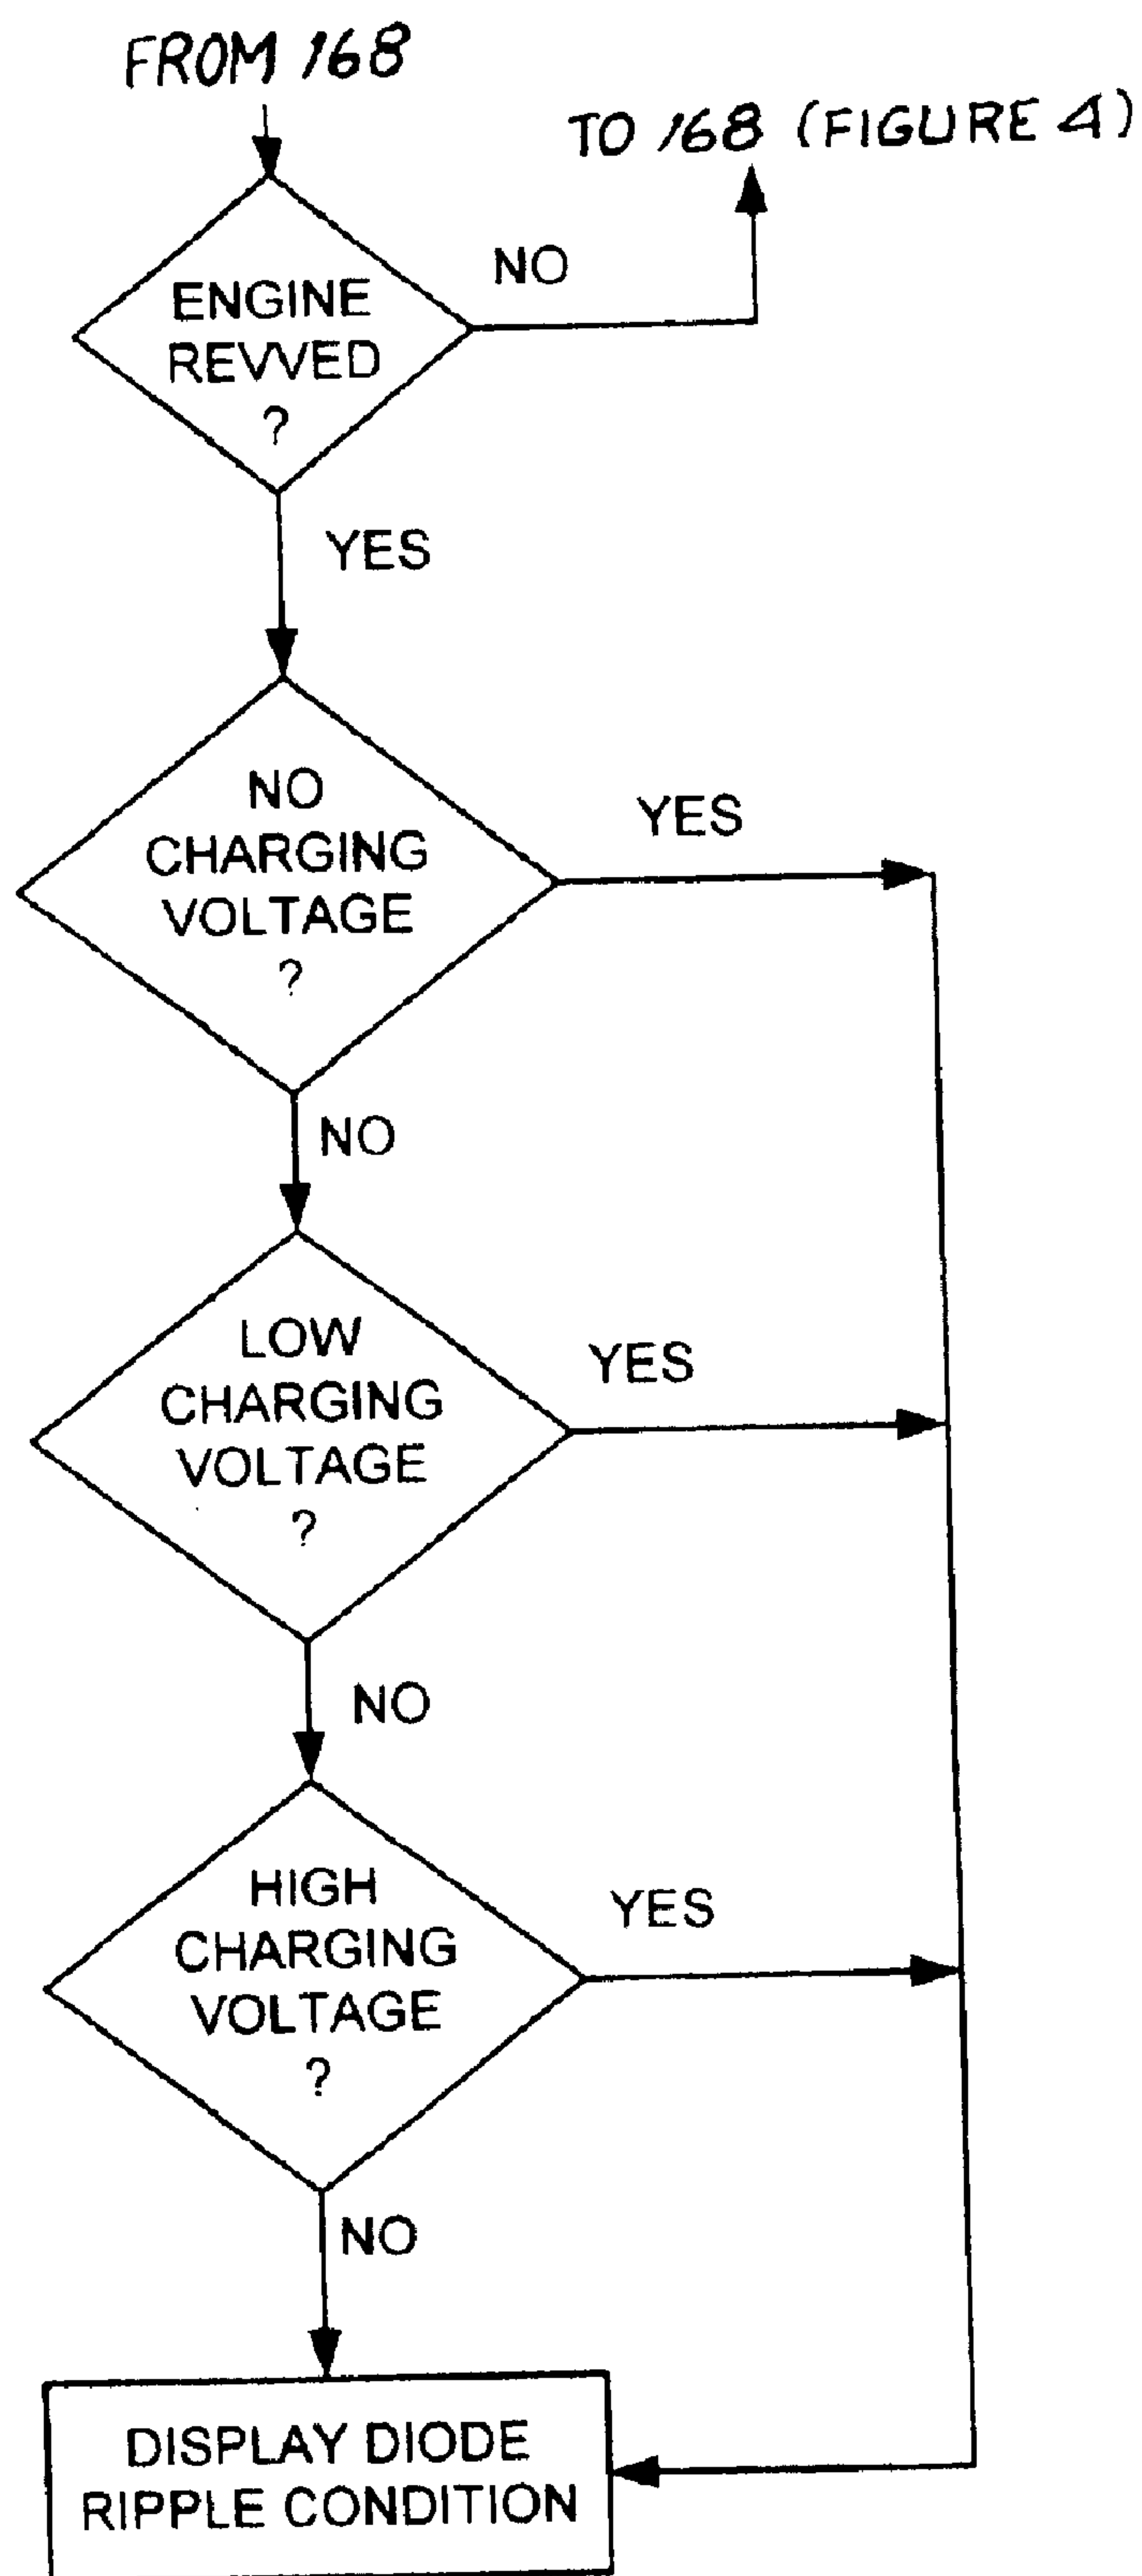 FROM 168
TO 168 (FIGURE 4)
ENGINE
REVVED
?
NO
YES
NO
CHARGING
VOLTAGE
?
YES
NO
LOW
CHARGING
VOLTAGE
?
YES
NO
HIGH
CHARGING
VOLTAGE
?
YES
NO
DISPLAY DIODE
RIPPLE CONDITION